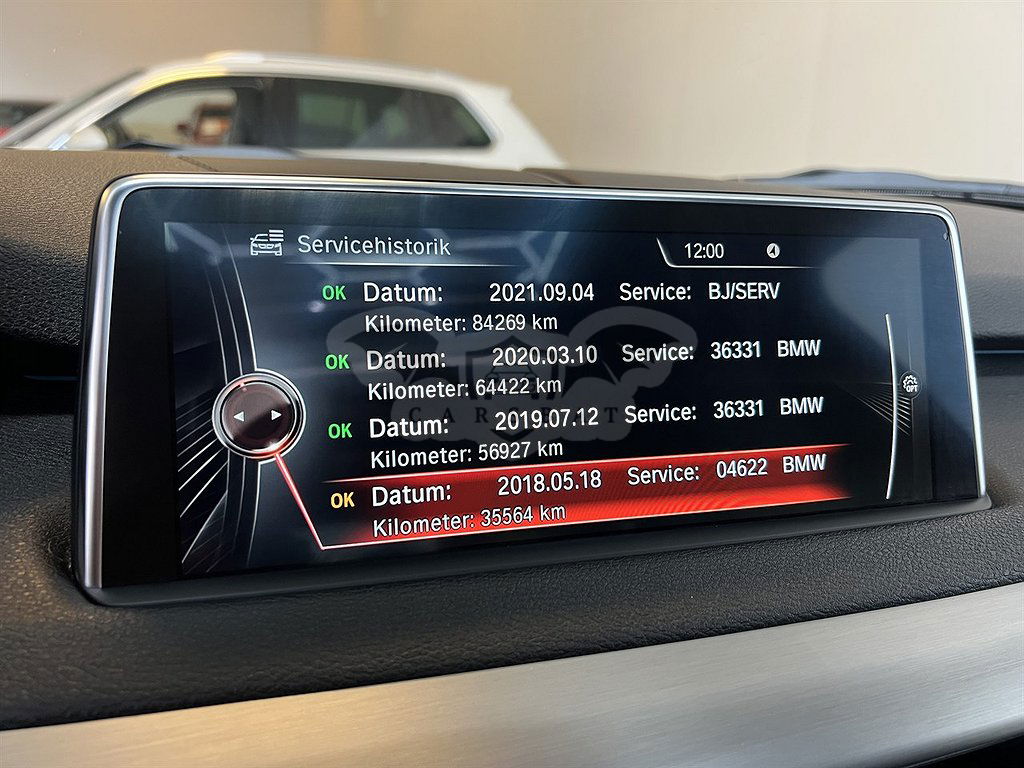 Servicehistorik
12:00
OK Datum: 2021.09.04 Service: BJ/SERV
Kilometer: 84269 km
OK Datum: 2020.03.10 Service: 36331 BMW
Kilometer: 64422 km
OK Datum: 2019.07.12 Service: 36331 BMW
Kilometer: 56927 km
OK Datum: 2018.05.18 Service: 04622 BMW
Kilometer: 35564 km
OPT